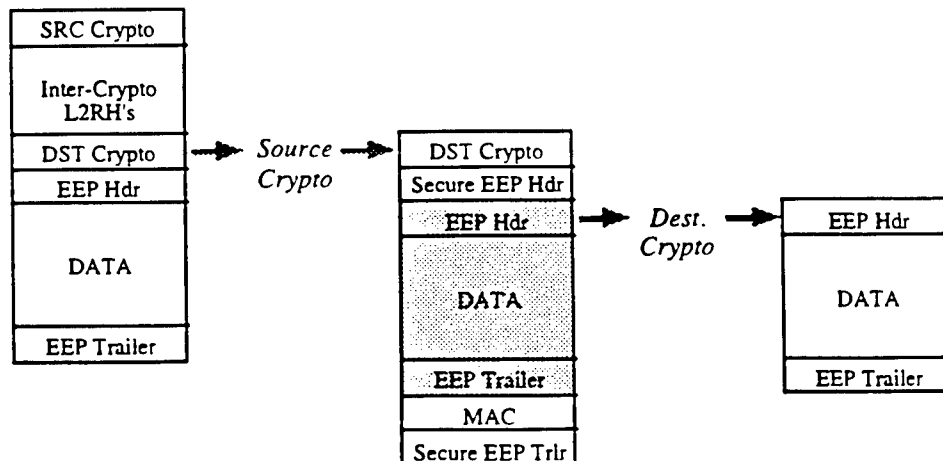 SRC Crypto
Inter-Crypto
L2RH's
DST Crypto
EEP Hdr
DATA
EEP Trailer
Source
Crypto
DST Crypto
Secure EEP Hdr
EEP Hdr
DATA
EEP Trailer
MAC
Secure EEP Trlr
Dest.
Crypto
EEP Hdr
DATA
EEP Trailer